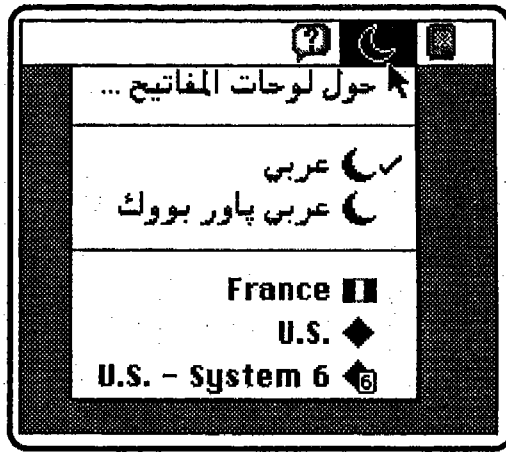 حول لوحات المفاتيح ...
عربي
عربي پاور بووك
France
U.S.
U.S. - System 6